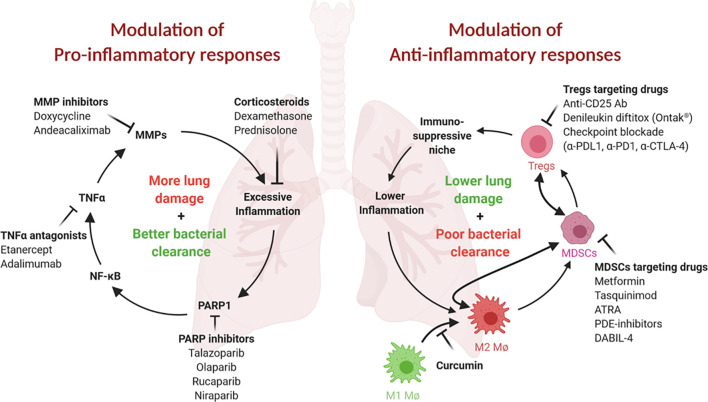 Modulation of
Pro-inflammatory responses
MMP inhibitors
Doxycycline
Andeacaliximab
MMPs
Corticosteroids
Dexamethasone
Prednisolone
TNFα
More lung
damage
+
Better bacterial
clearance
Excessive
Inflammation
TNFα antagonists
Etanercept
Adalimumab
NF-κB
PARP1
PARP inhibitors
Talazoparib
Olaparib
Rucaparib
Niraparib
Modulation of
Anti-inflammatory responses
Tregs targeting drugs
Anti-CD25 Ab
Denileukin diftitox (Ontak®)
Checkpoint blockade
(α-PDL1, α-PD1, α-CTLA-4)
Immuno-
suppressive
niche
Tregs
Lower
Inflammation
Lower lung
damage
+
Poor bacterial
clearance
MDSCs
MDSCs targeting drugs
Metformin
Tasquinimod
ATRA
PDE-inhibitors
DABIL-4
M2 Mø
Curcumin
M1 Mø